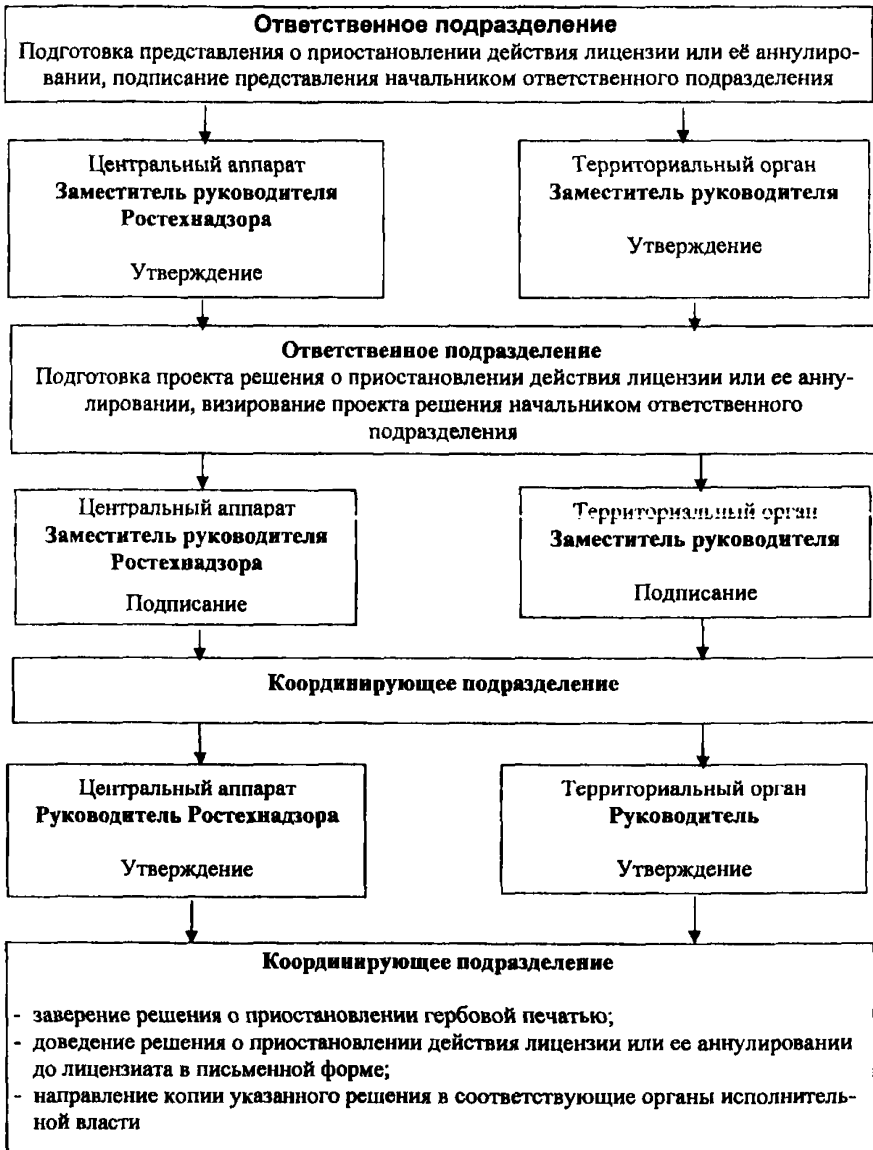 Ответственное подразделение
Подготовка представления о приостановлении действия лицензии или её аннулиро-
вании, подписание представления начальником ответственного подразделения
Центральный аппарат
Заместитель руководителя
Ростехнадзора
Утверждение
Территориальный орган
Заместитель руководителя
Утверждение
Ответственное подразделение
Подготовка проекта решения о приостановлении действия лицензии или ее анну-
лировании, визирование проекта решения начальником ответственного
подразделения
Центральный аппарат
Заместитель руководителя
Ростехнадзора
Подписание
Территориальный орган
Заместитель руководителя
Подписание
Координирующее подразделение
Центральный аппарат
Руководитель Ростехнадзора
Утверждение
Территориальный орган
Руководитель
Утверждение
Координирующее подразделение
- заверение решения о приостановлении гербовой печатью;
- доведение решения о приостановлении действия лицензии или ее аннулировании
до лицензиата в письменной форме;
- направление копии указанного решения в соответствующие органы исполнитель-
ной власти